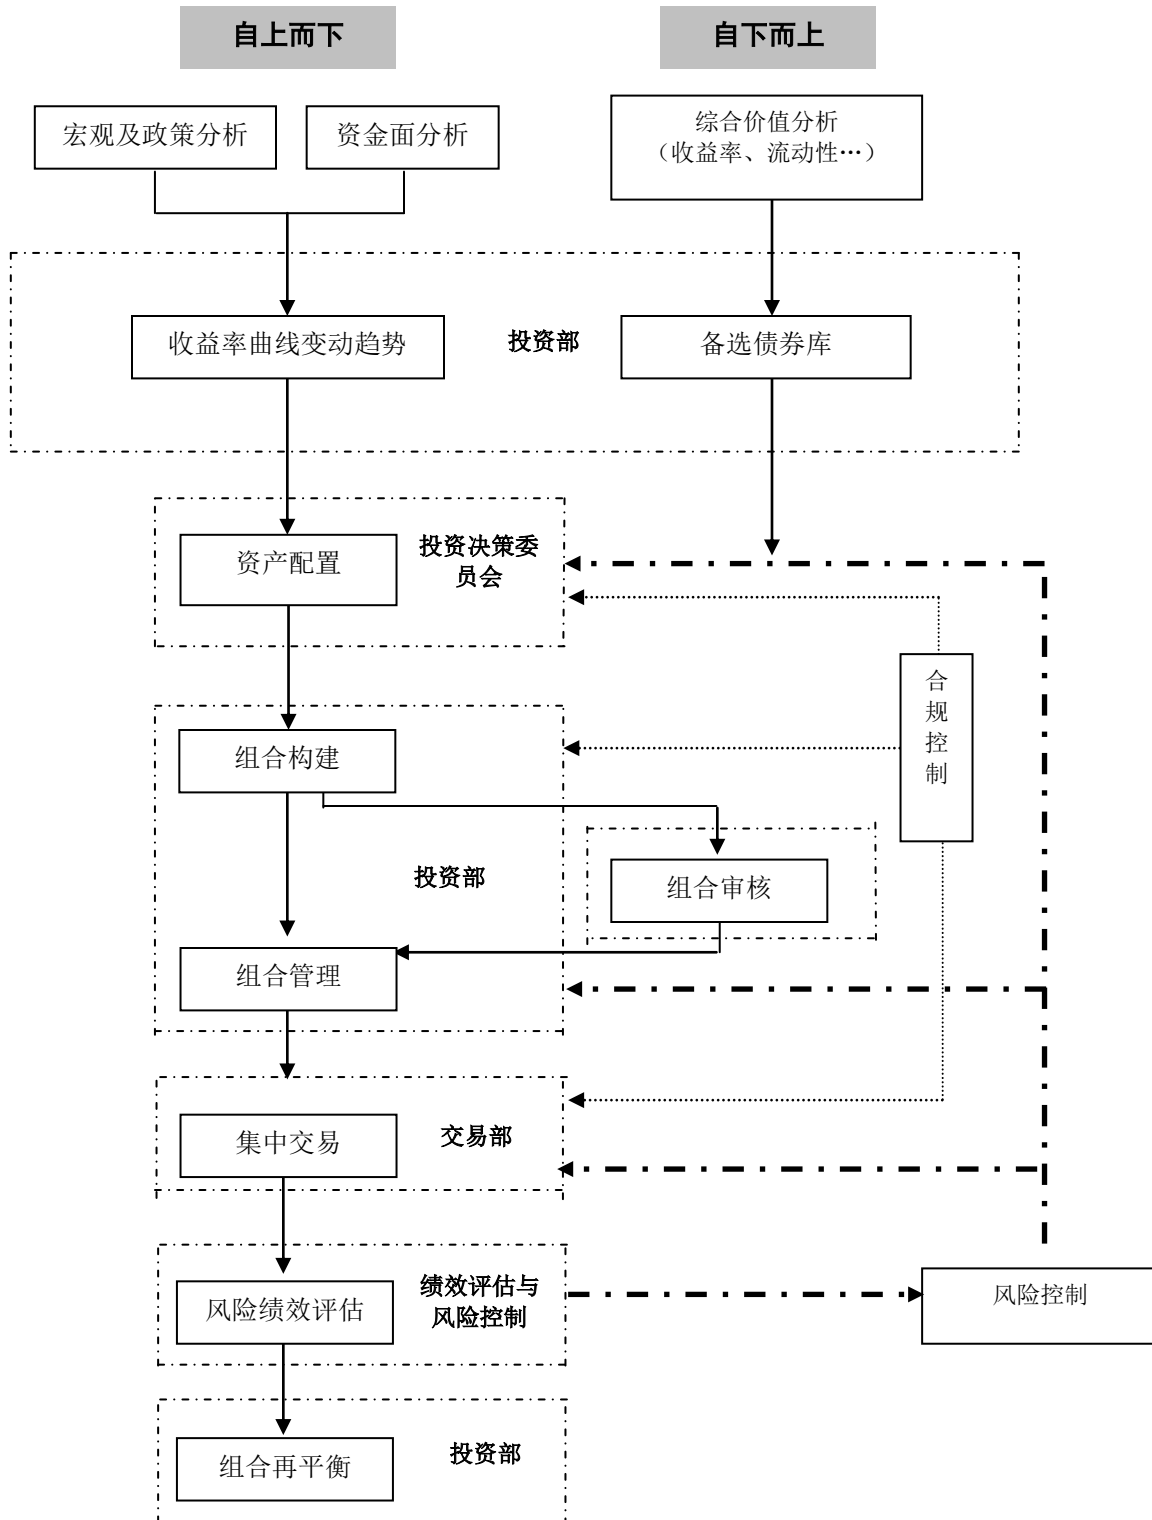 自上而下
自下而上
宏观及政策分析
资金面分析
综合价值分析
（收益率、流动性…）
收益率曲线变动趋势
投资部
备选债券库
资产配置
投资决策委
员会
合
规
控
制
组合构建
投资部
组合审核
组合管理
集中交易
交易部
风险绩效评估
绩效评估与
风险控制
风险控制
组合再平衡
投资部